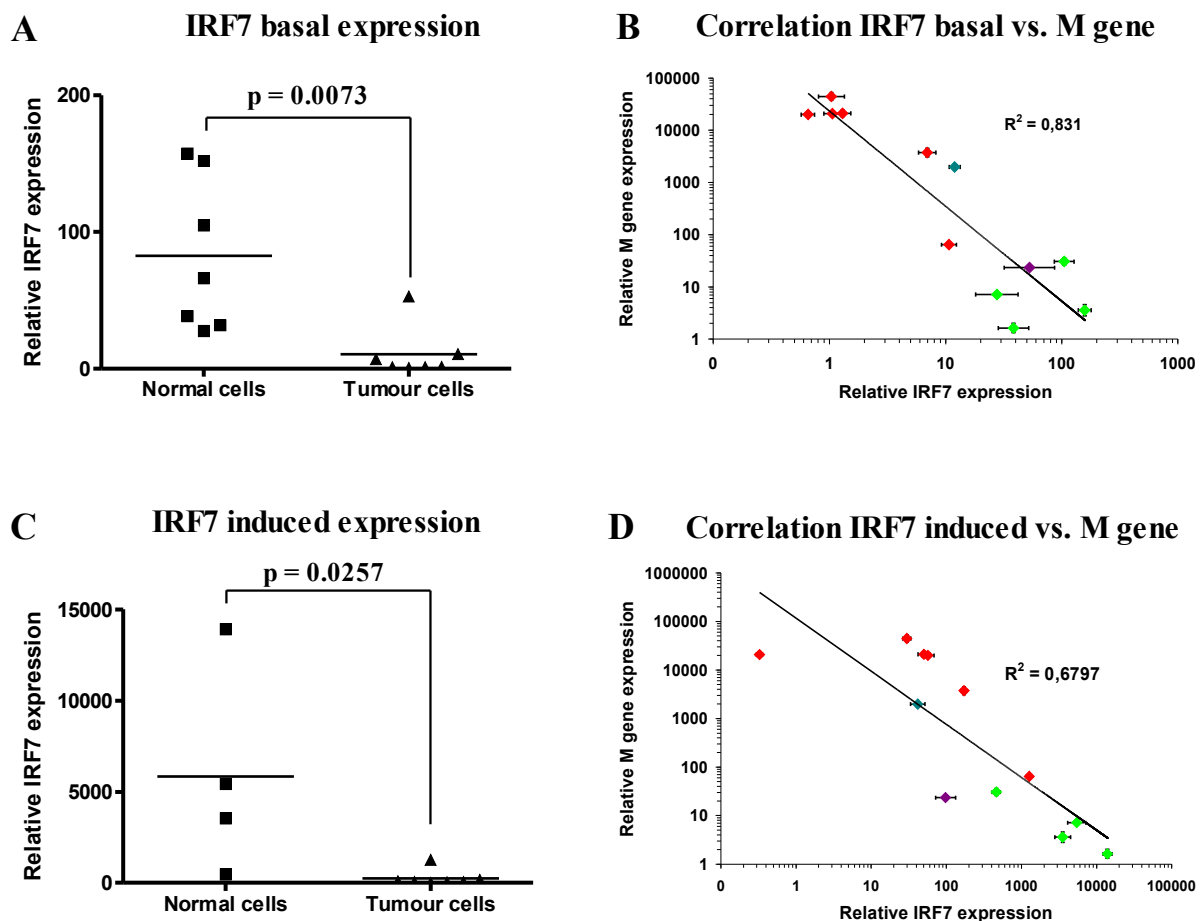 A IRF7 basal expression
p = 0.0073
Relative IRF7 expression
200
100
0
Normal cells Tumour cells
B Correlation IRF7 basal vs. M gene
Relative M gene expression
100000
10000
1000
100
10
1
R² = 0,831
0 1 10 100 1000
Relative IRF7 expression
C IRF7 induced expression
p = 0.0257
Relative IRF7 expression
15000
10000
5000
0
Normal cells Tumour cells
D Correlation IRF7 induced vs. M gene
Relative M gene expression
1000000
100000
10000
1000
100
10
1
R² = 0,6797
0 1 10 100 1000 10000 100000
Relative IRF7 expression